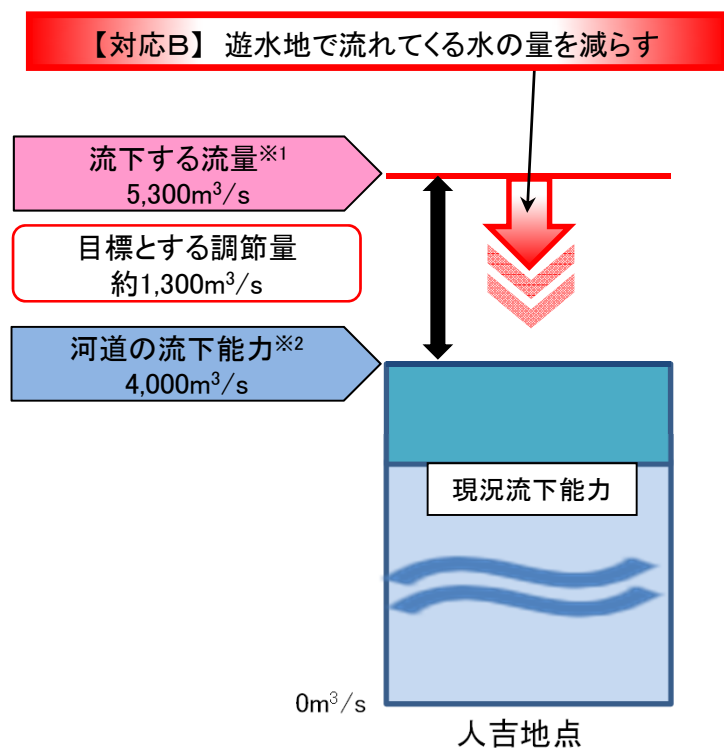 【対応B】 遊水地で流れてくる水の量を減らす
流下する流量※1
5,300m³/s
目標とする調節量
約1,300m³/s
河道の流下能力※2
4,000m³/s
現況流下能力
0m³/s
人吉地点